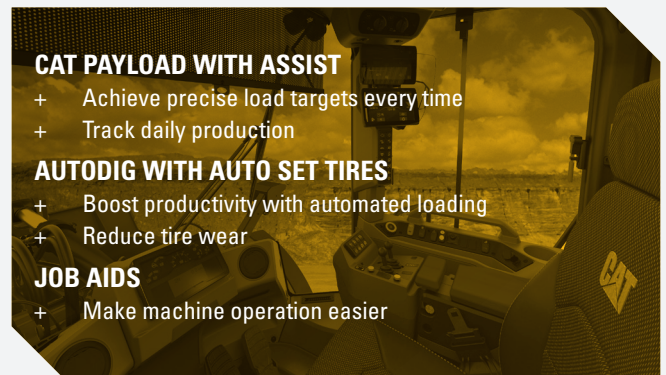 CAT PAYLOAD WITH ASSIST
+ Achieve precise load targets every time
+ Track daily production
AUTODIG WITH AUTO SET TIRES
+ Boost productivity with automated loading
+ Reduce tire wear
JOB AIDS
+ Make machine operation easier
CAT